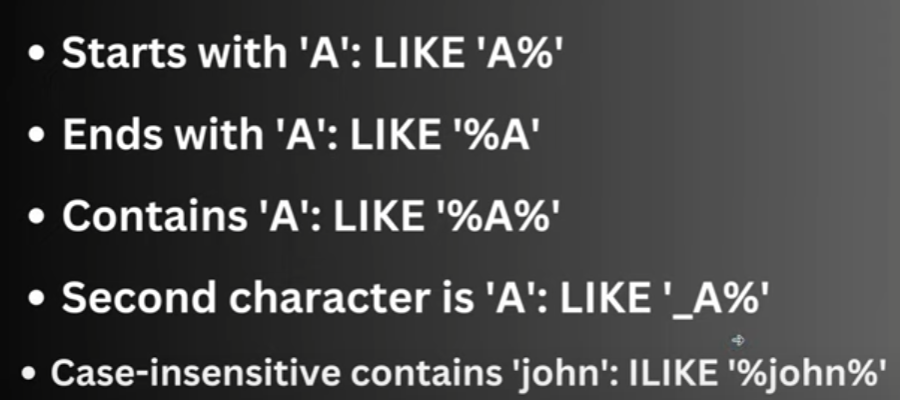 • Starts with 'A': LIKE 'A%'
• Ends with 'A': LIKE '%A'
• Contains 'A': LIKE '%A%'
• Second character is 'A': LIKE '_A%'
• Case-insensitive contains 'john': ILIKE '%john%'